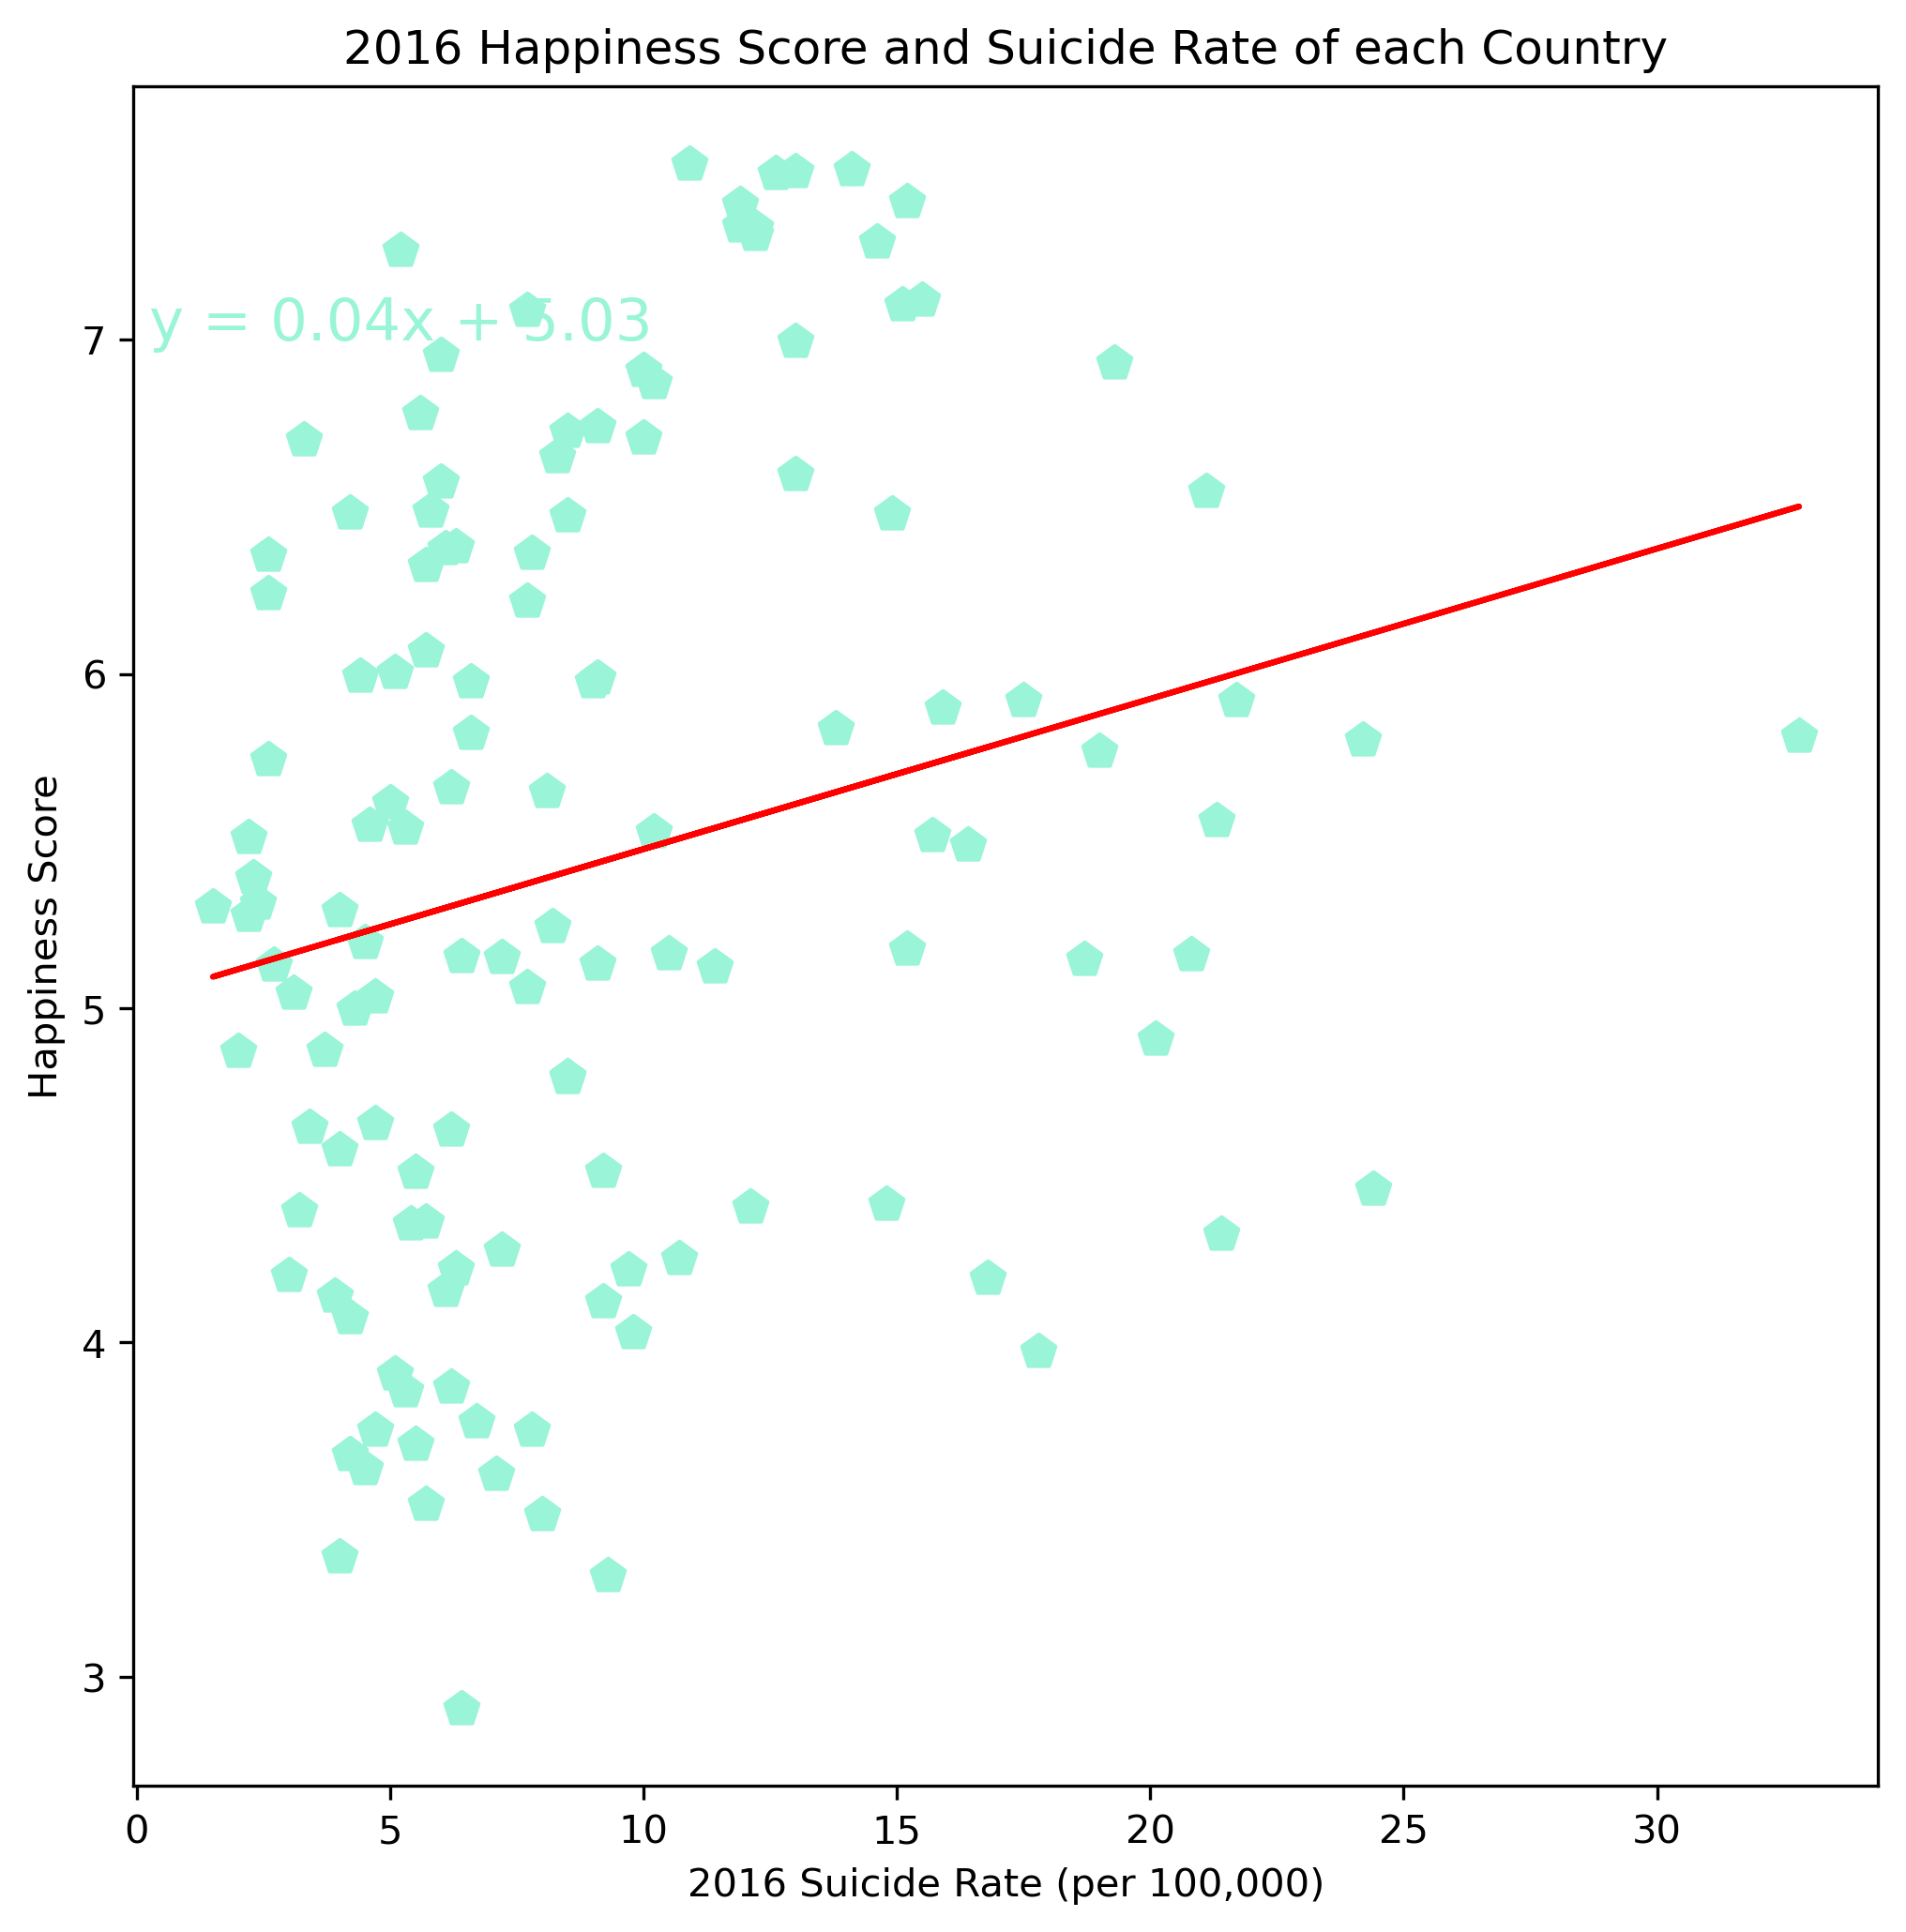 2016 Happiness Score and Suicide Rate of each Country
y = 0.04x + 5.03
7
6
5
4
3
Happiness Score
0 5 10 15 20 25 30
2016 Suicide Rate (per 100,000)